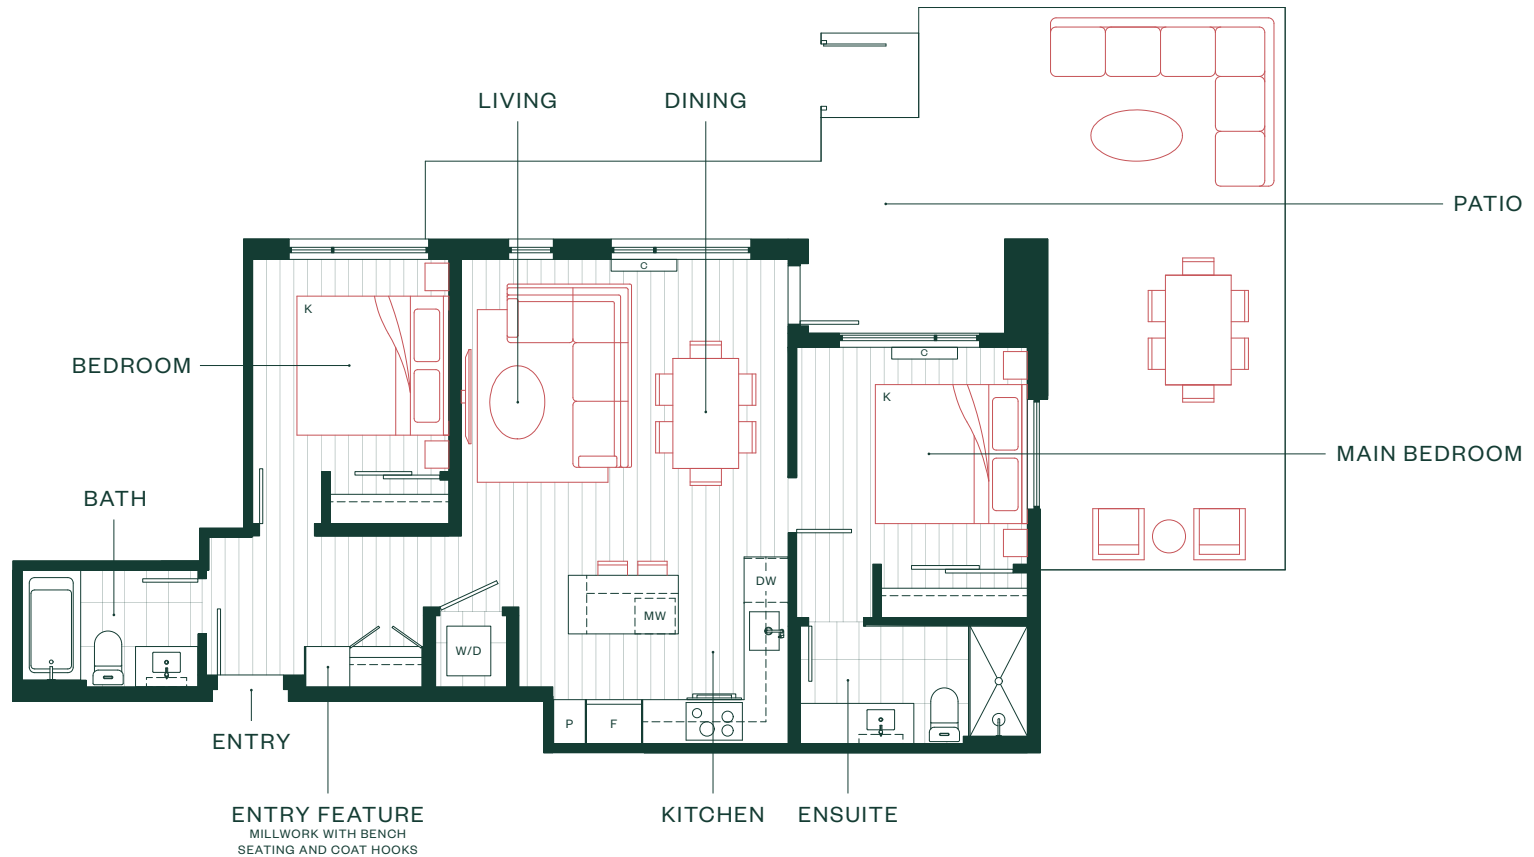 LIVING
DINING
PATIO
C
K
C
BEDROOM
K
MAIN BEDROOM
BATH
DW
MW
W/D
P
F
ENTRY
ENTRY FEATURE
MILLWORK WITH BENCH
SEATING AND COAT HOOKS
KITCHEN
ENSUITE